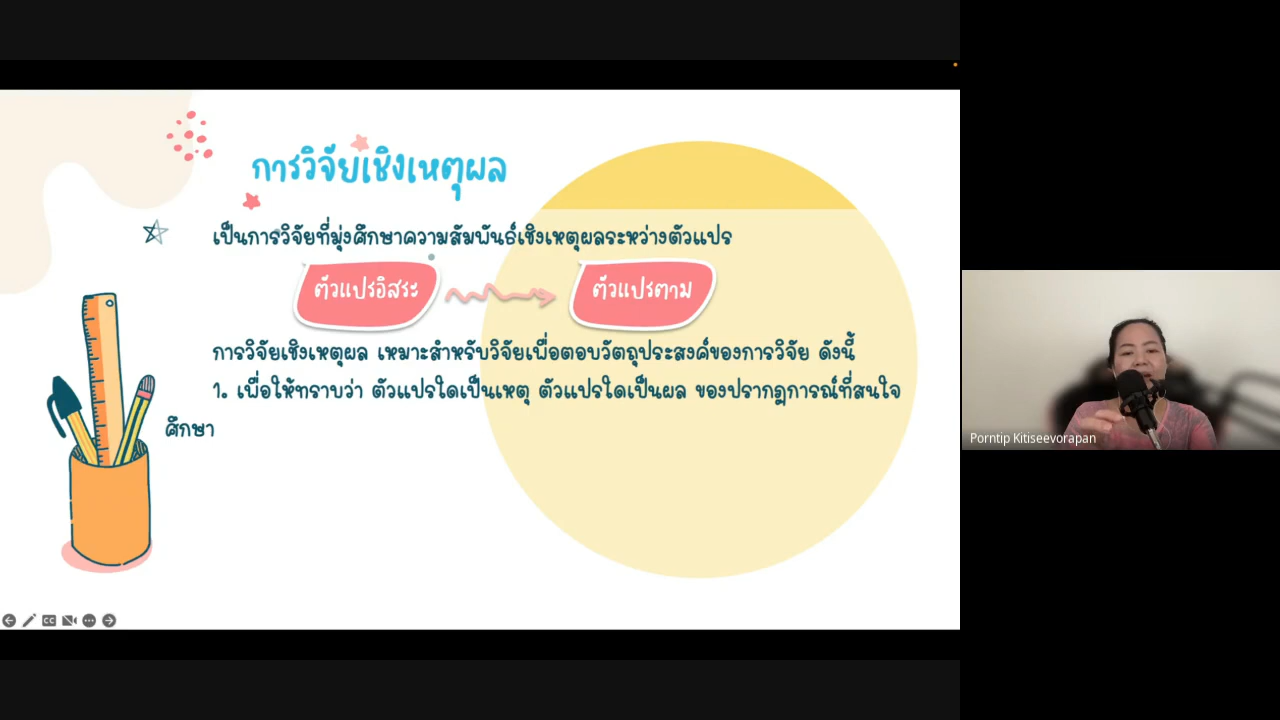 การวิจัยเชิงเหตุผล
เป็นการวิจัยที่มุ่งศึกษาความสัมพันธ์เชิงเหตุผลระหว่างตัวแปร
ตัวแปรอิสระ
ตัวแปรตาม
การวิจัยเชิงเหตุผล เหมาะสำหรับวิจัยเพื่อตอบวัตถุประสงค์ของการวิจัย ดังนี้
1. เพื่อให้ทราบว่า ตัวแปรใดเป็นเหตุ ตัวแปรใดเป็นผล ของปรากฏการณ์ที่สนใจ
ศึกษา
CC
Porntip Kitiseevorapan